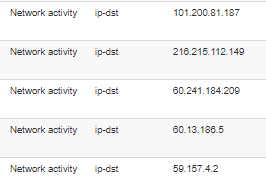 Network activity ip-dst 101.200.81.187
Network activity ip-dst 216.215.112.149
Network activity ip-dst 60.241.184.209
Network activity ip-dst 60.13.186.5
Network activity ip-dst 59.157.4.2